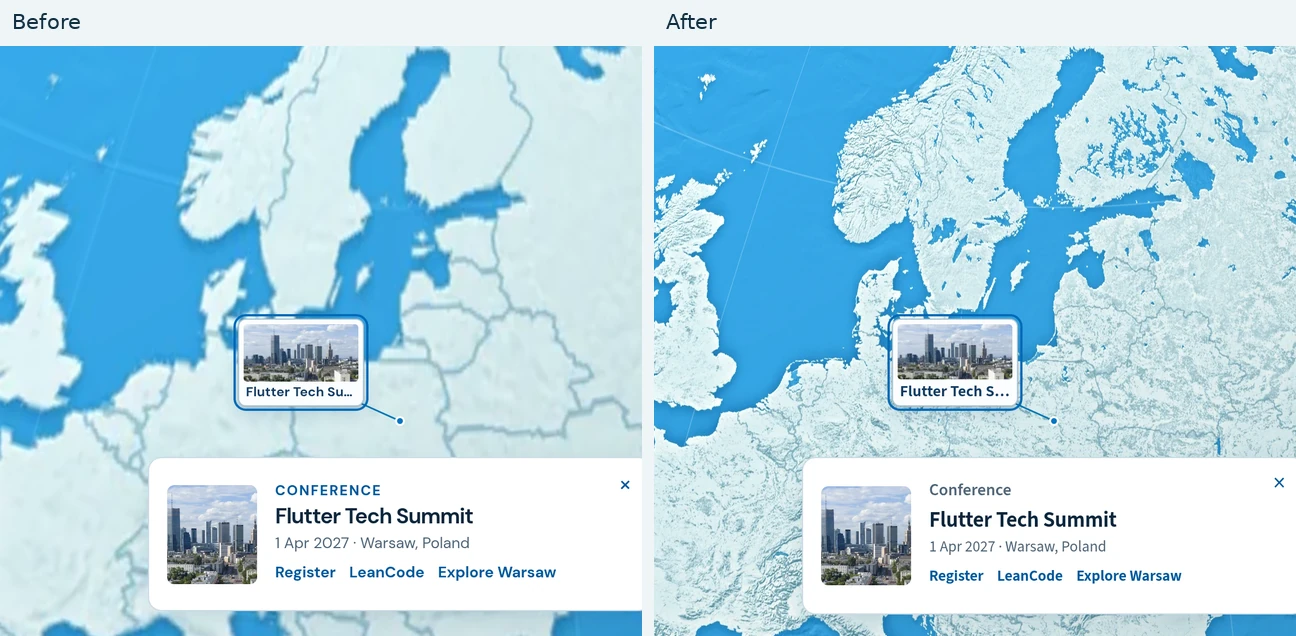 Before
Flutter Tech Su...
CONFERENCE
Flutter Tech Summit
1 Apr 2027 · Warsaw, Poland
Register LeanCode Explore Warsaw
After
Flutter Tech S...
Conference
Flutter Tech Summit
1 Apr 2027 · Warsaw, Poland
Register LeanCode Explore Warsaw